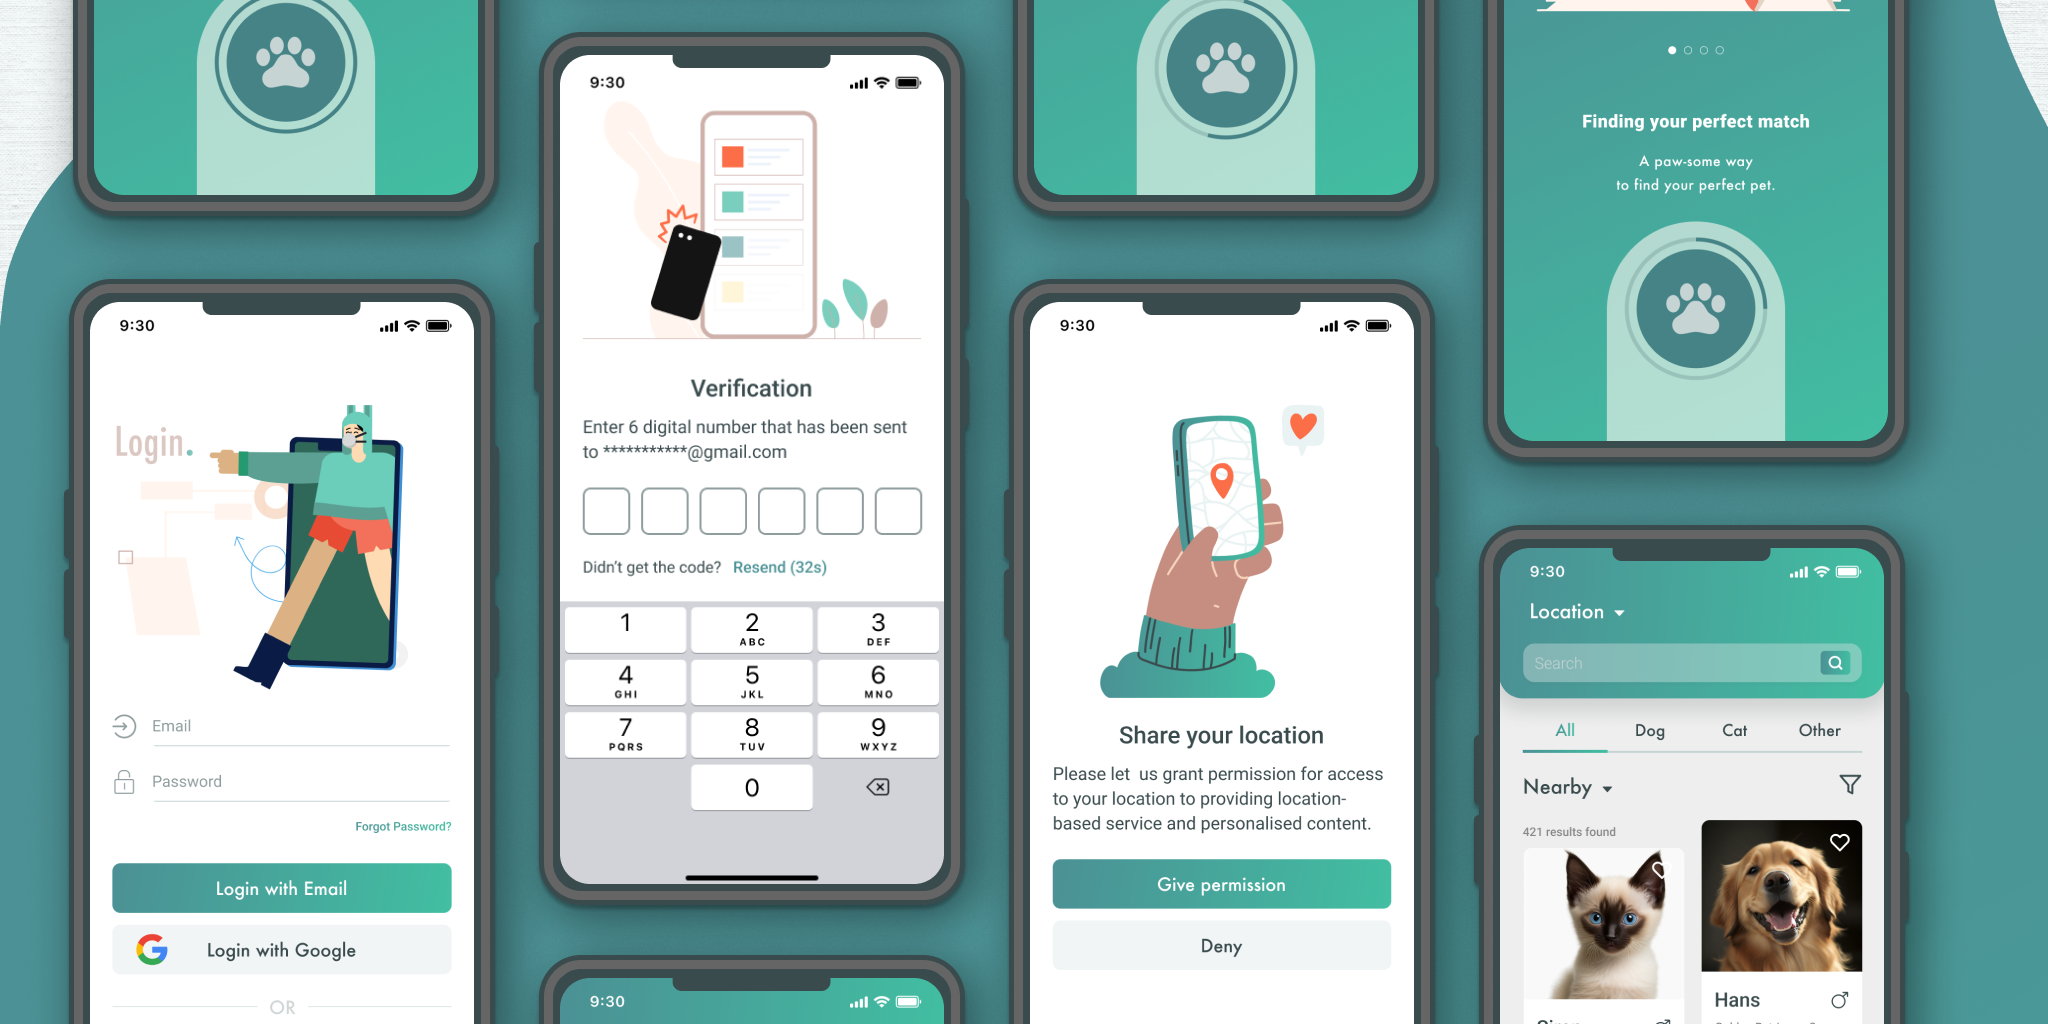 9:30
Login.
Email
Password
Forgot Password?
Login with Email
Login with Google
OR
9:30
Verification
Enter 6 digital number that has been sent
to ***********@gmail.com
Didn't get the code? Resend (32s)
1
2
ABC
3
DEF
4
GHI
5
JKL
6
MNO
7
PQRS
8
TUV
9
WXYZ
0
9:30
9:30
Share your location
Please let  us grant permission for access
to your location to providing location-
based service and personalised content.
Give permission
Deny
Finding your perfect match
A paw-some way
to find your perfect pet.
9:30
Location
Search
All
Dog
Cat
Other
Nearby
421 results found
Hans